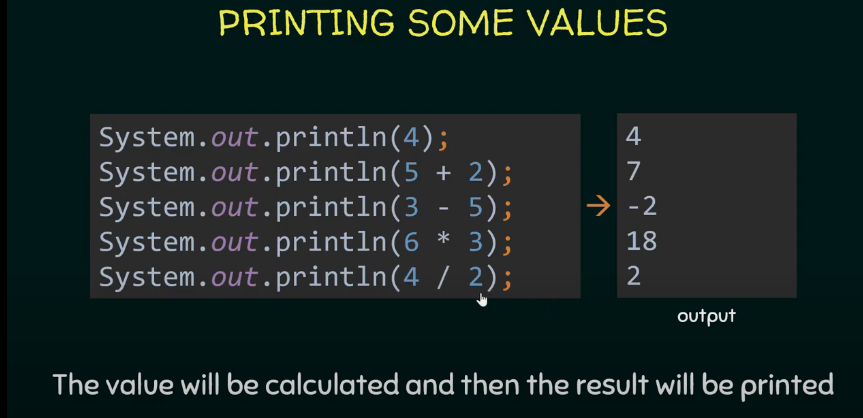 PRINTING SOME VALUES
System.out.println(4);
System.out.println(5 + 2);
System.out.println(3 - 5);
System.out.println(6 * 3);
System.out.println(4 / 2);
→
4
7
-2
18
2
output
The value will be calculated and then the result will be printed